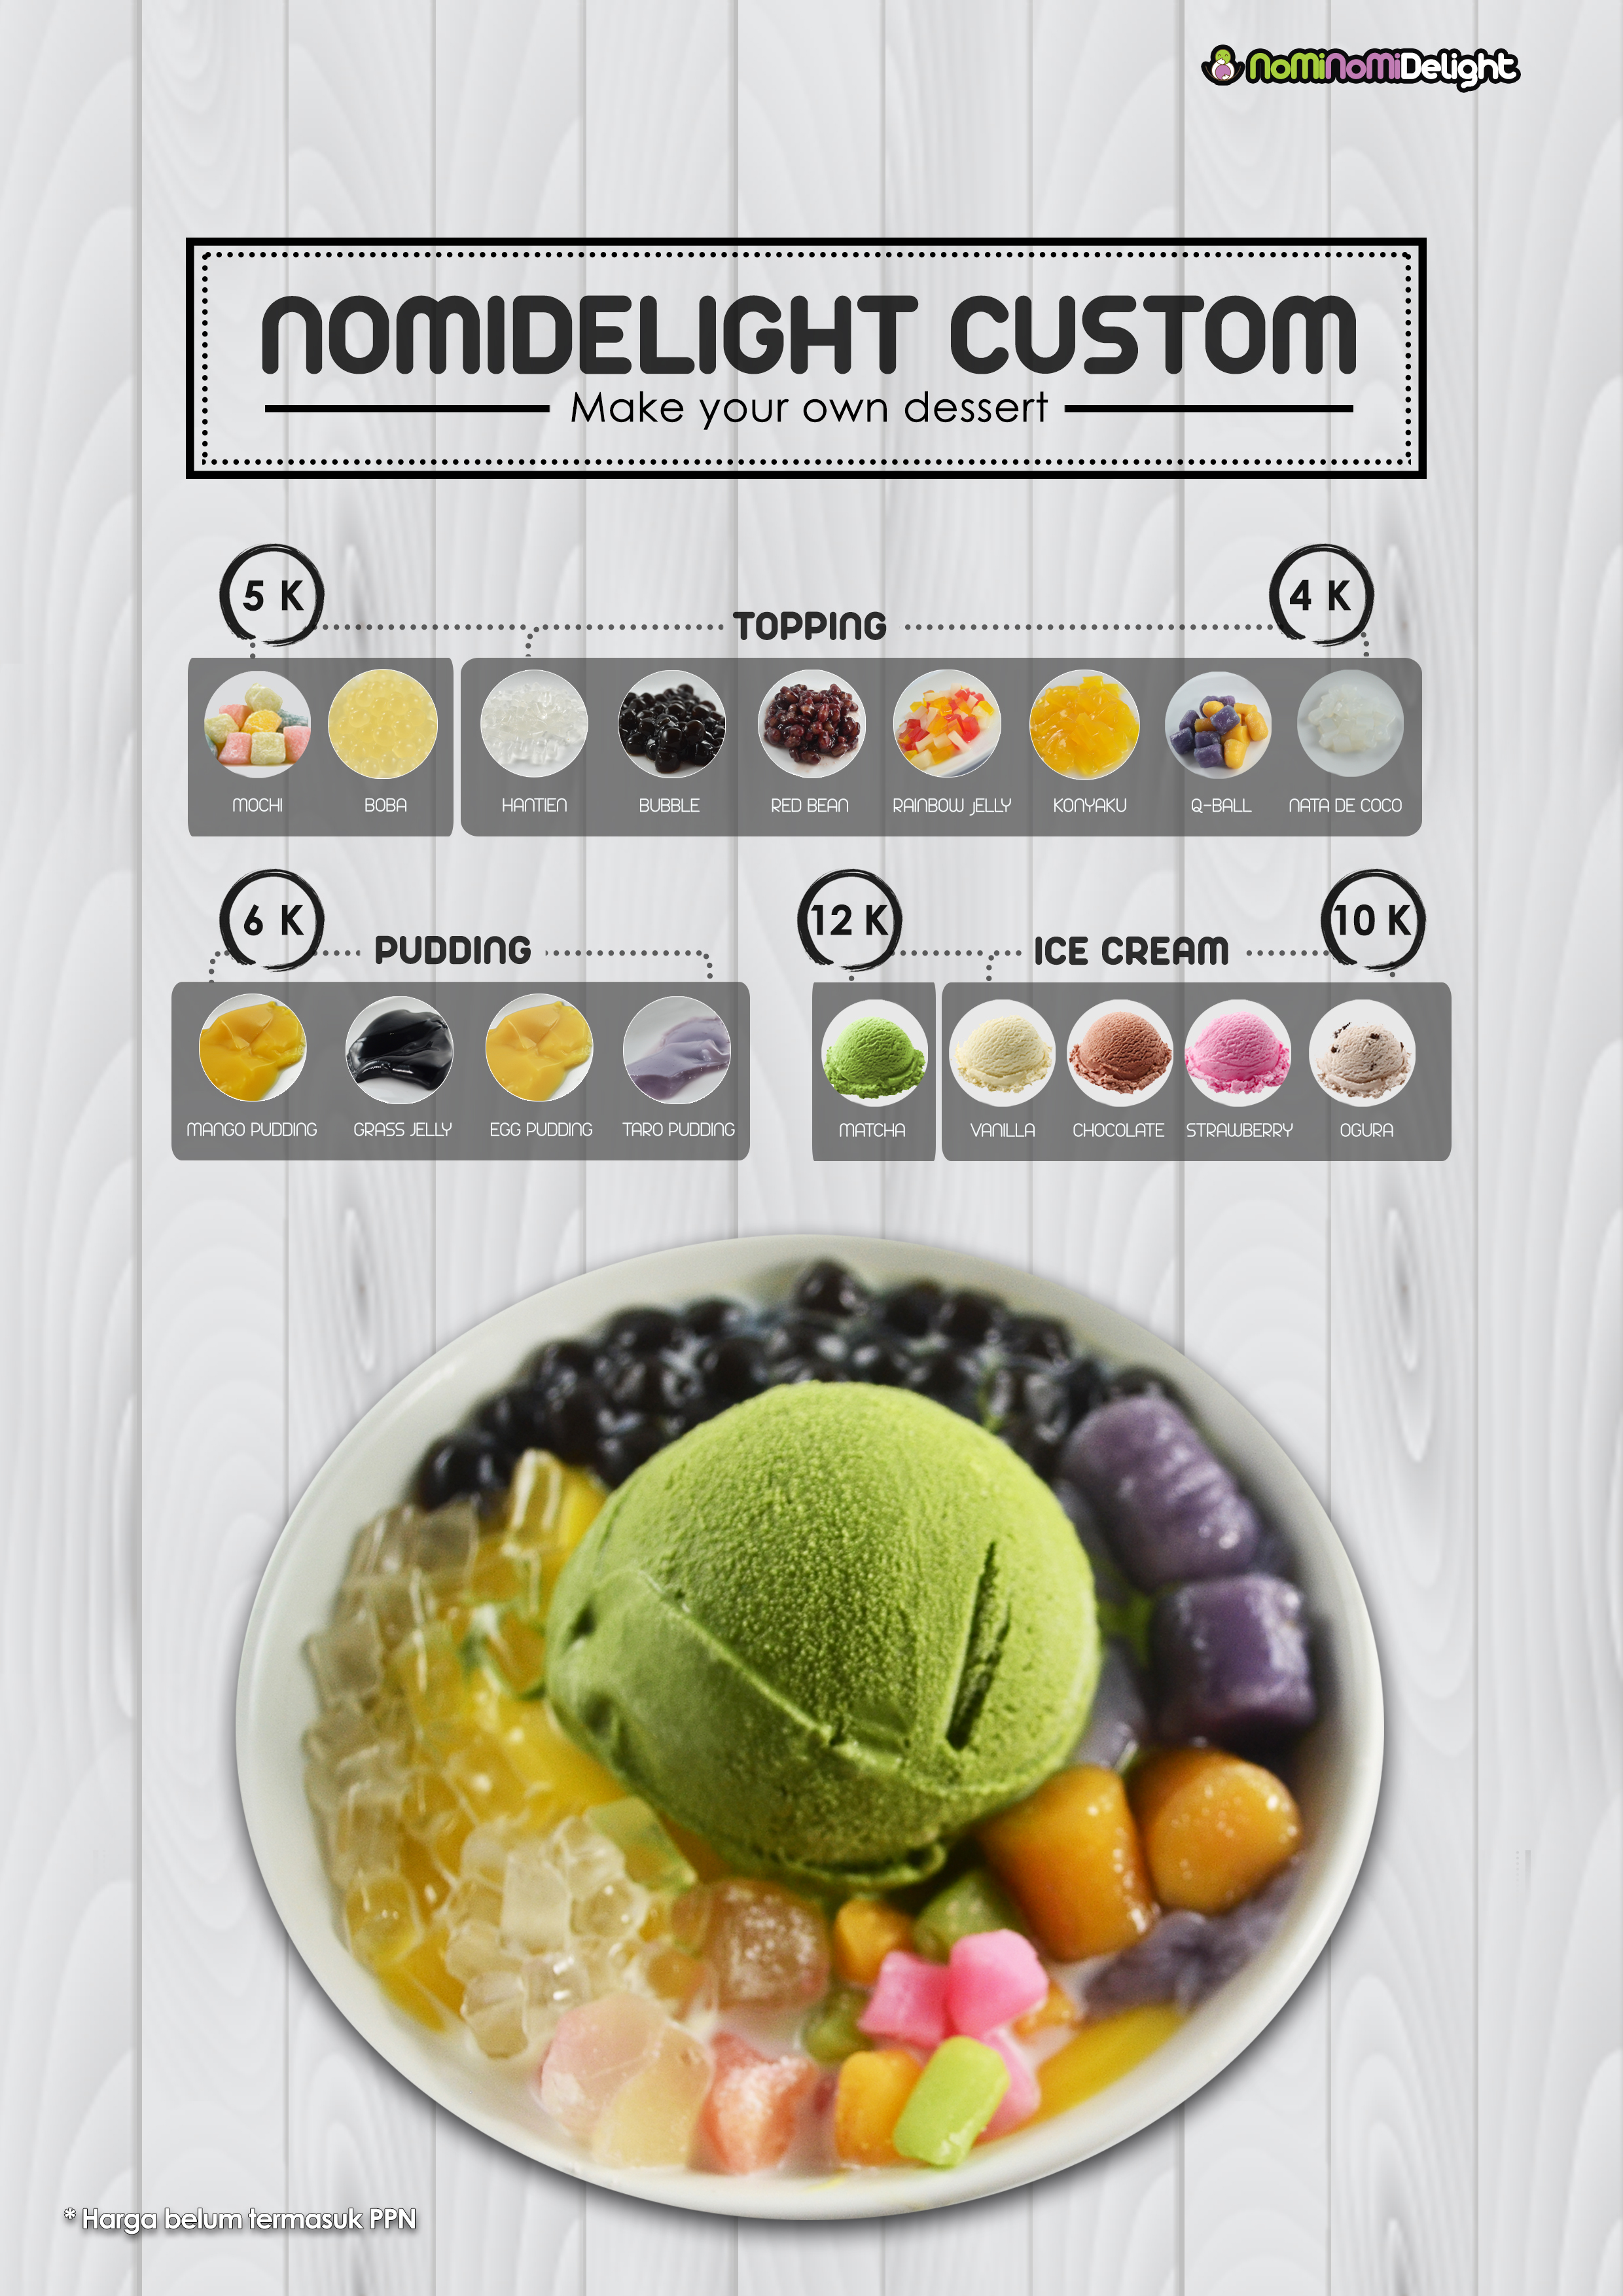 nomiNomiDelight
NOMIDELIGHT CUSTOM
Make your own dessert
5 K
4 K
TOPPING
MOCHI
BOBA
HANTIEN
BUBBLE
RED BEAN
RAINBOW JELLY
KONYAKU
Q-BALL
NATA DE COCO
6 K
PUDDING
12 K
ICE CREAM
10 K
MANGO PUDDING
GRASS JELLY
EGG PUDDING
TARO PUDDING
MATCHA
VANILLA
CHOCOLATE
STRAWBERRY
OGURA
* Harga belum termasuk PPN